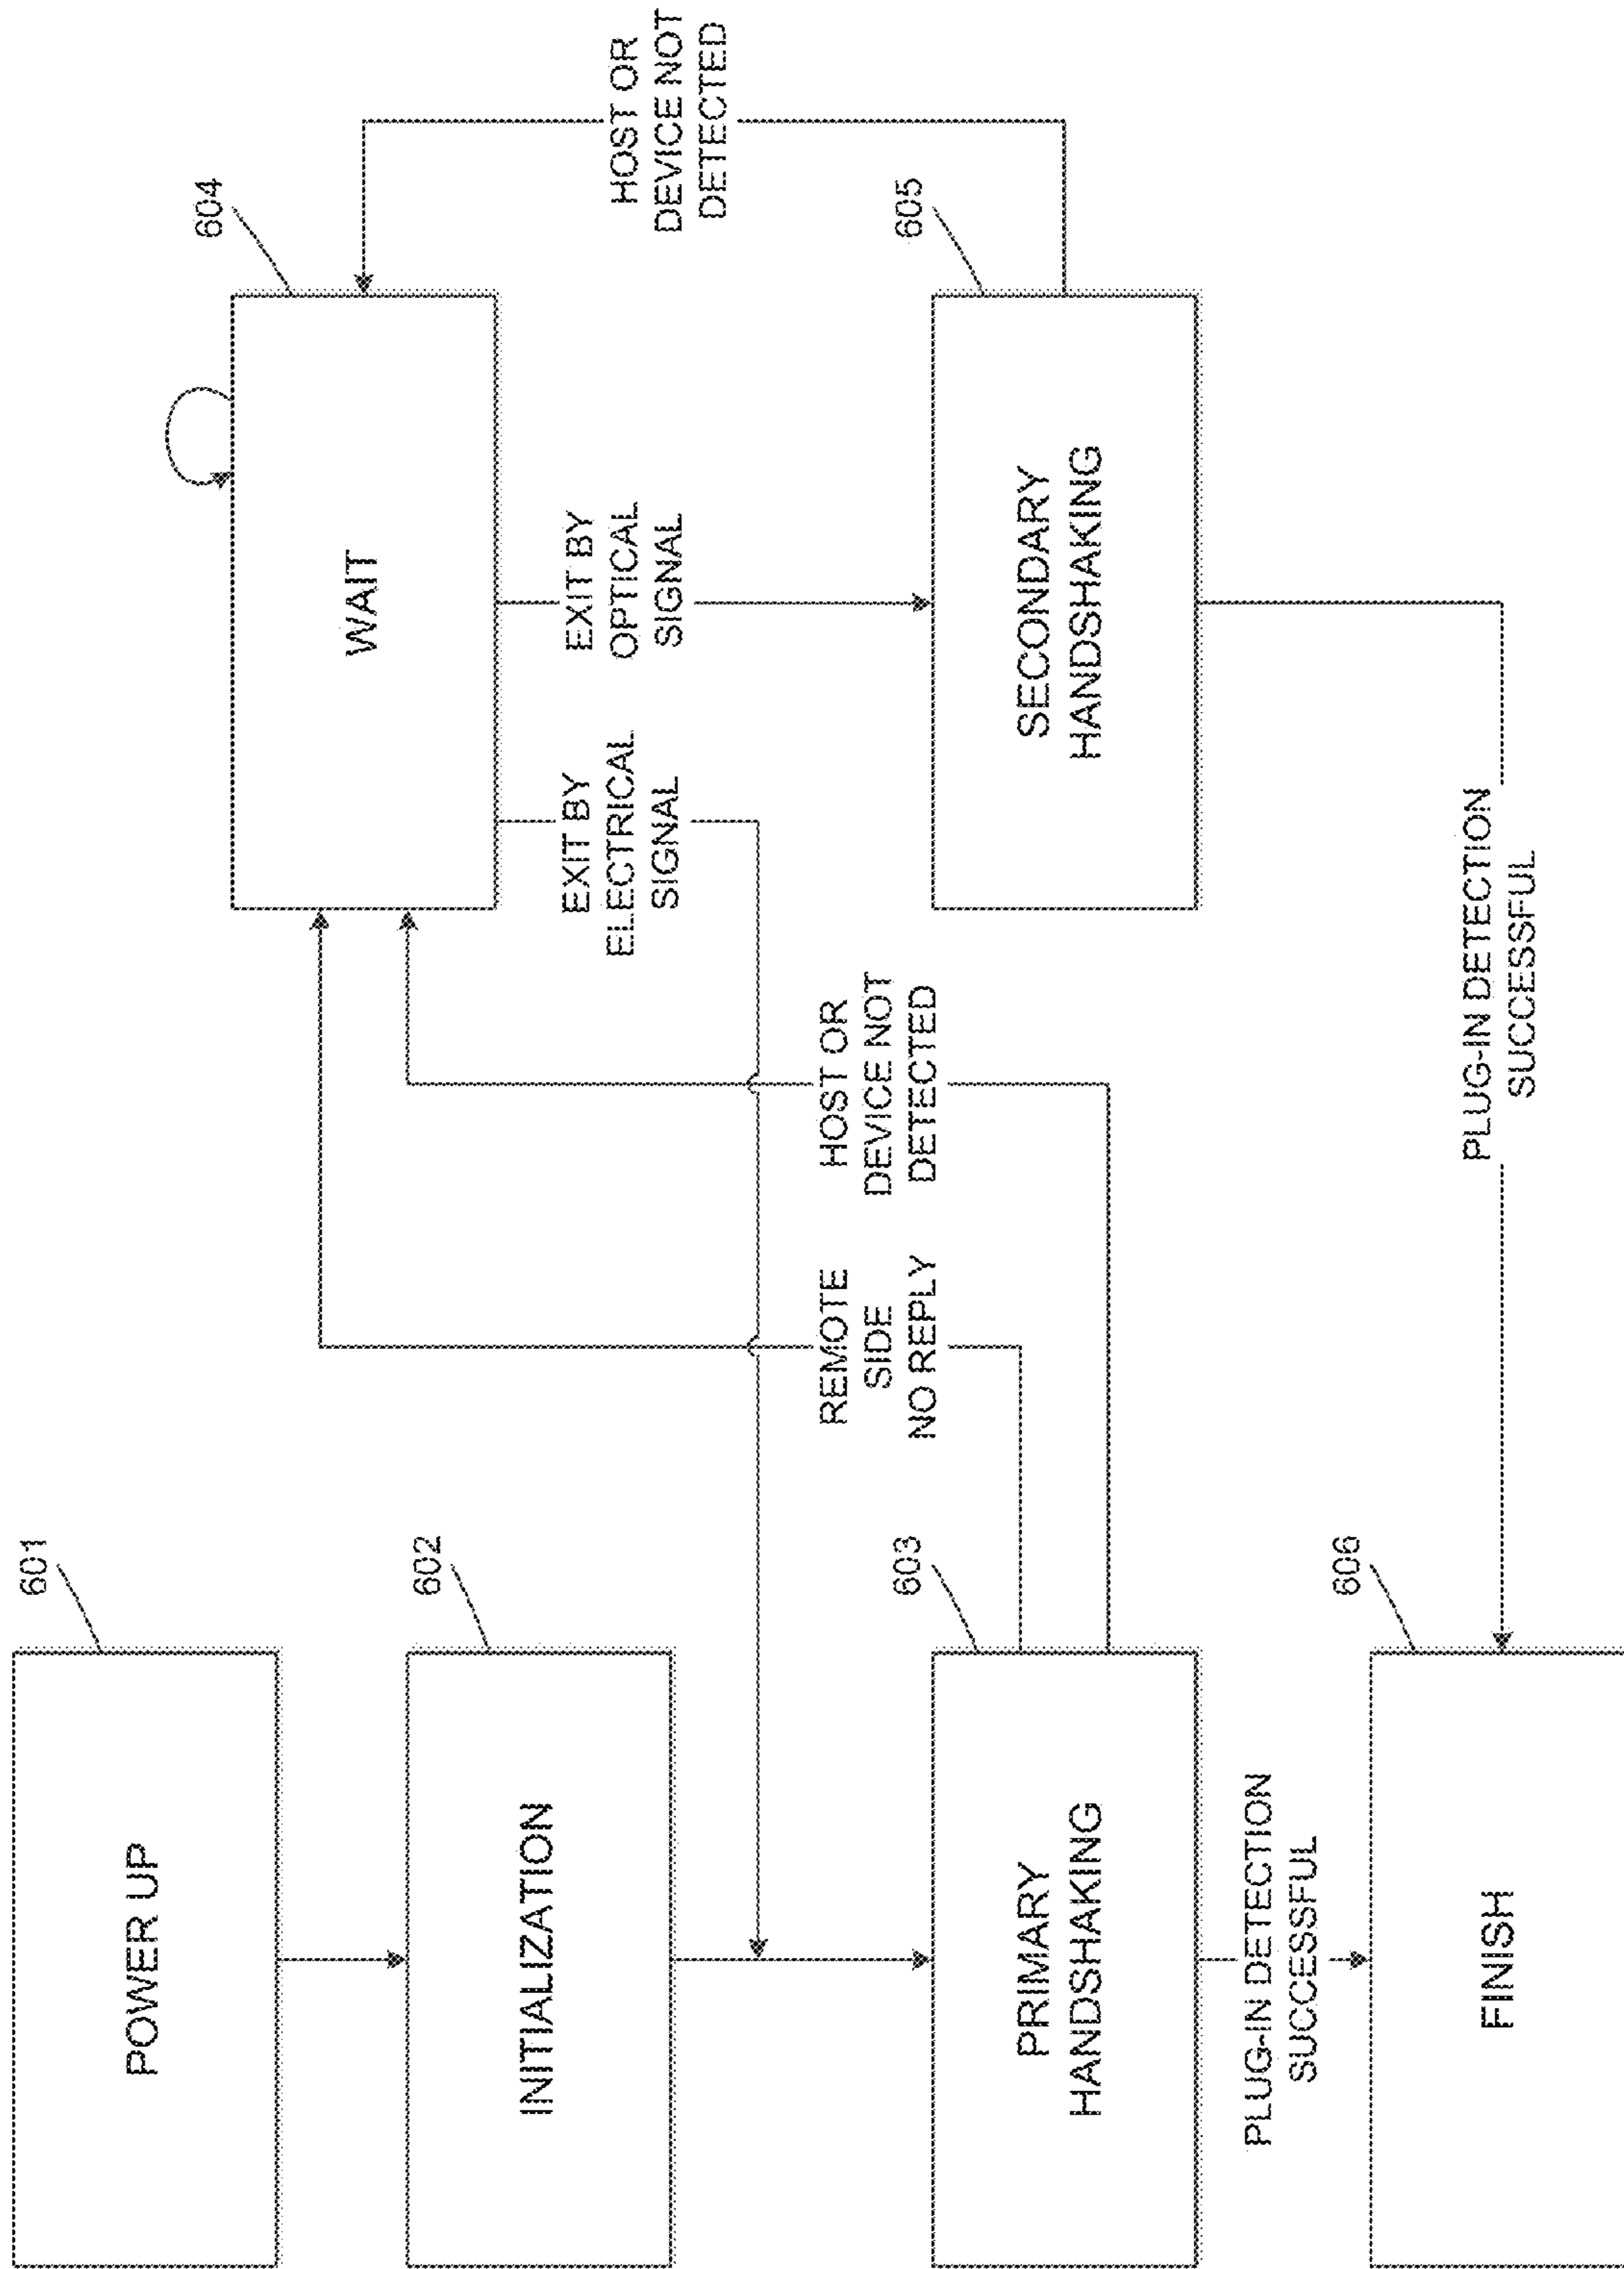 601
POWER UP
602
INITIALIZATION
603
PRIMARY
HANDSHAKING
PLUG-IN DETECTION
SUCCESSFUL
606
FINISH
REMOTE
SIDE
NO REPLY
HOST OR
DEVICE NOT
DETECTED
604
WAIT
EXIT BY
ELECTRICAL
SIGNAL
EXIT BY
OPTICAL
SIGNAL
HOST OR
DEVICE NOT
DETECTED
605
SECONDARY
HANDSHAKING
PLUG-IN DETECTION
SUCCESSFUL